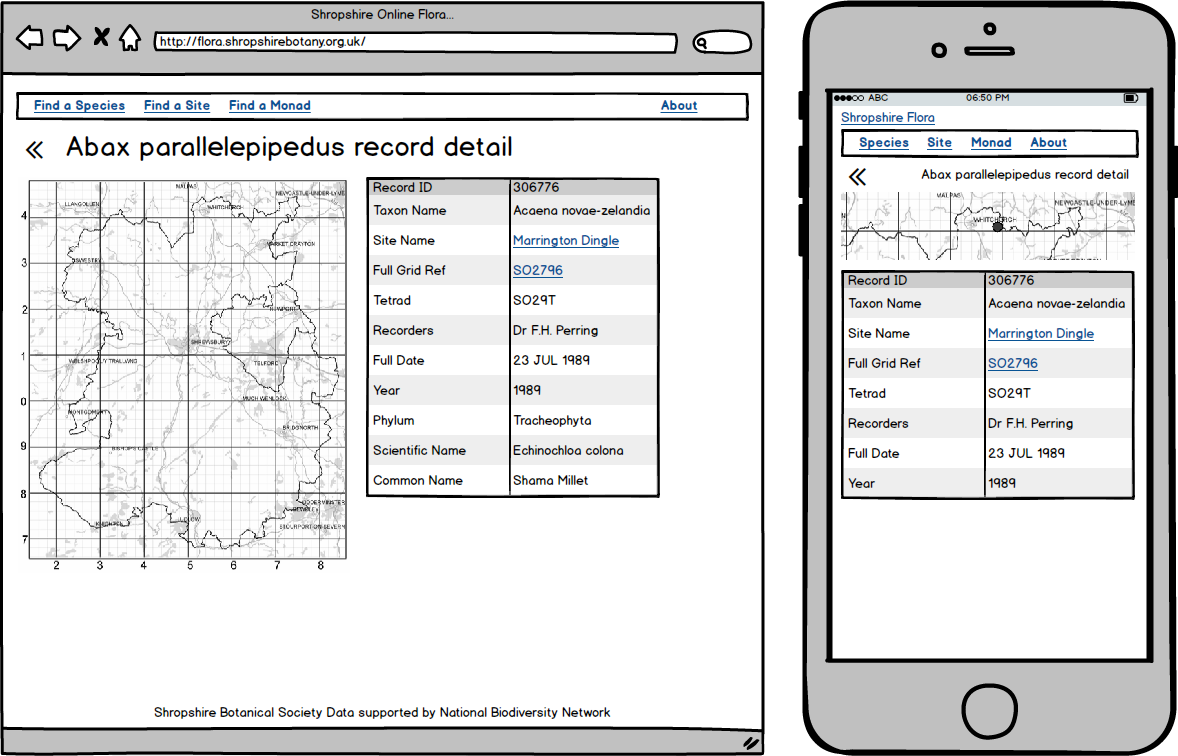 Shropshire Online Flora...
http://flora.shropshirebotany.org.uk/
Find a Species Find a Site Find a Monad About
Abax parallelepipedus record detail
MALPAS
NEWCASTLE-UNDER-LYME
LLANGOLLEN
WHITCHURCH
4
MARKET DRAYTON
OSWESTRY
3
2
NEWPORT
SHREWSBURY
1
WELSHPOOL/Y TRALLWNG
TELFORD
0
MUCH WENLOCK
MONTGOMERY
BRIDGNORTH
9
BISHOPS CASTLE
8
KIDDERMINSTER
BEWDLEY
LUDLOW
KNIGHTON
STOURPORT-ON-SEVERN
7
2 3 4 5 6 7 8
Record ID 306776
Taxon Name Acaena novae-zelandia
Site Name Marrington Dingle
Full Grid Ref SO2796
Tetrad SO29T
Recorders Dr F.H. Perring
Full Date 23 JUL 1989
Year 1989
Phylum Tracheophyta
Scientific Name Echinochloa colona
Common Name Shama Millet
Shropshire Botanical Society Data supported by National Biodiversity Network
ABC 06:50 PM
Shropshire Flora
Species Site Monad About
Abax parallelepipedus record detail
MALPAS
NEWCASTLE-UNDER-LYME
WHITCHURCH
Record ID 306776
Taxon Name Acaena novae-zelandia
Site Name Marrington Dingle
Full Grid Ref SO2796
Tetrad SO29T
Recorders Dr F.H. Perring
Full Date 23 JUL 1989
Year 1989